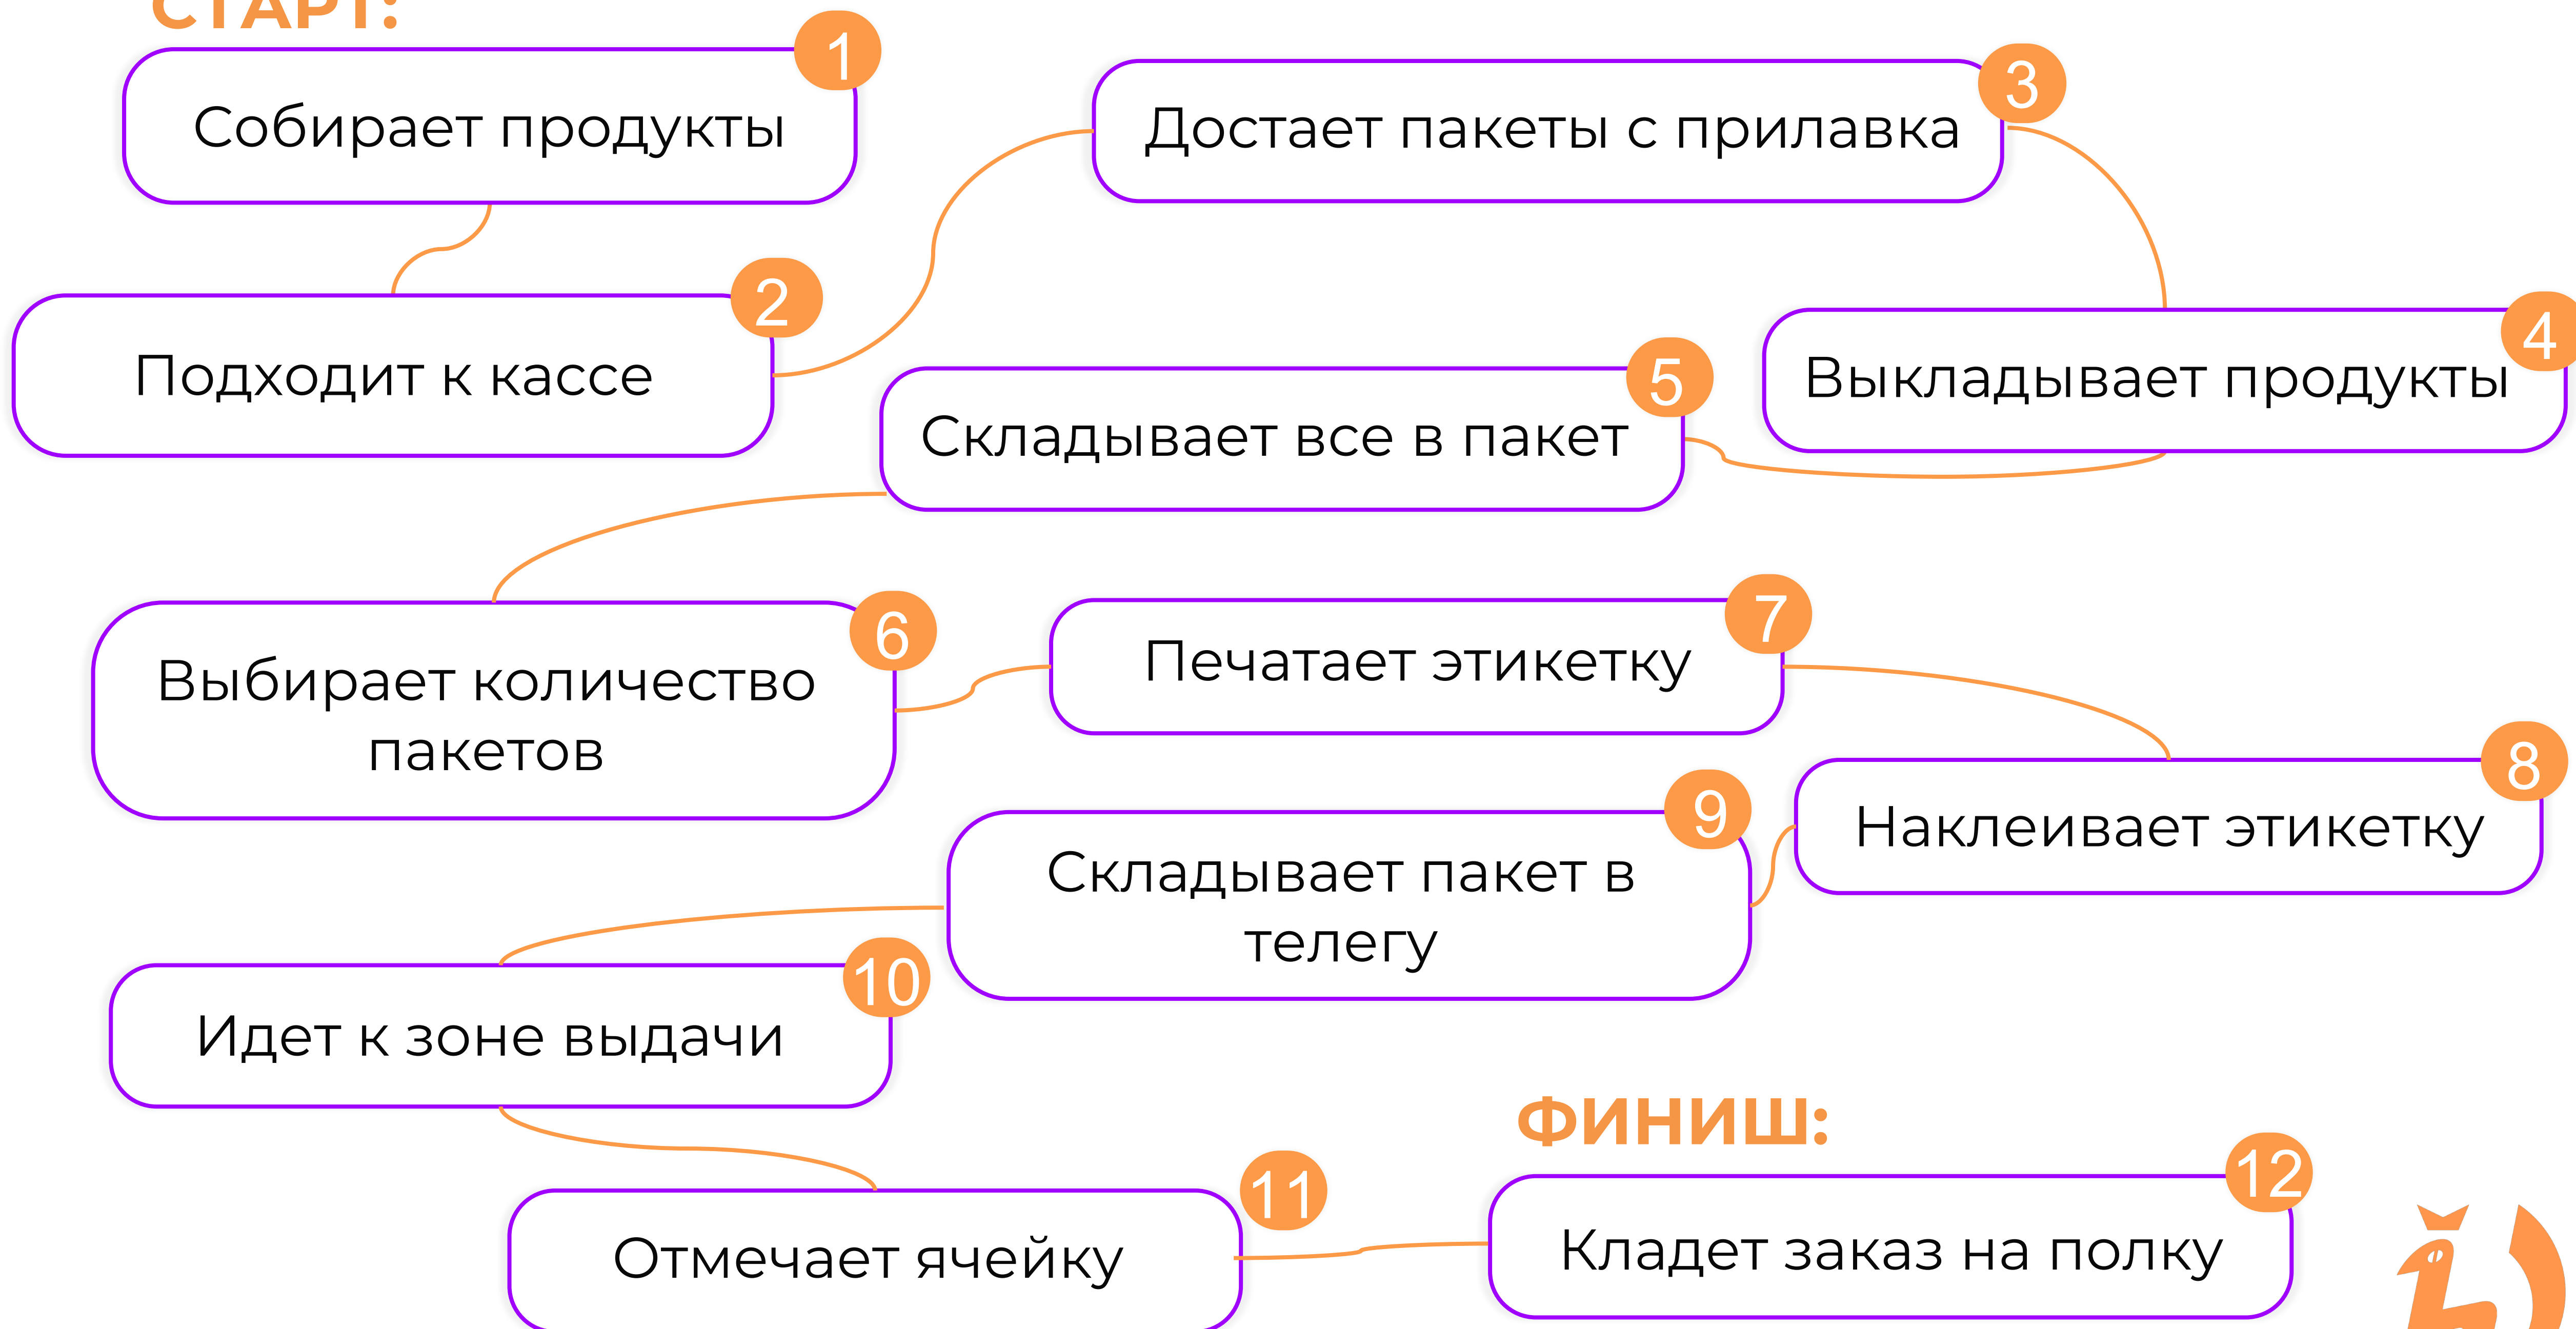 СТАРТ:
1
Собирает продукты
2
Подходит к кассе
3
Достает пакеты с прилавка
4
Выкладывает продукты
5
Складывает все в пакет
6
Выбирает количество
пакетов
7
Печатает этикетку
8
Наклеивает этикетку
9
Складывает пакет в
телегу
10
Идет к зоне выдачи
11
Отмечает ячейку
ФИНИШ:
12
Кладет заказ на полку